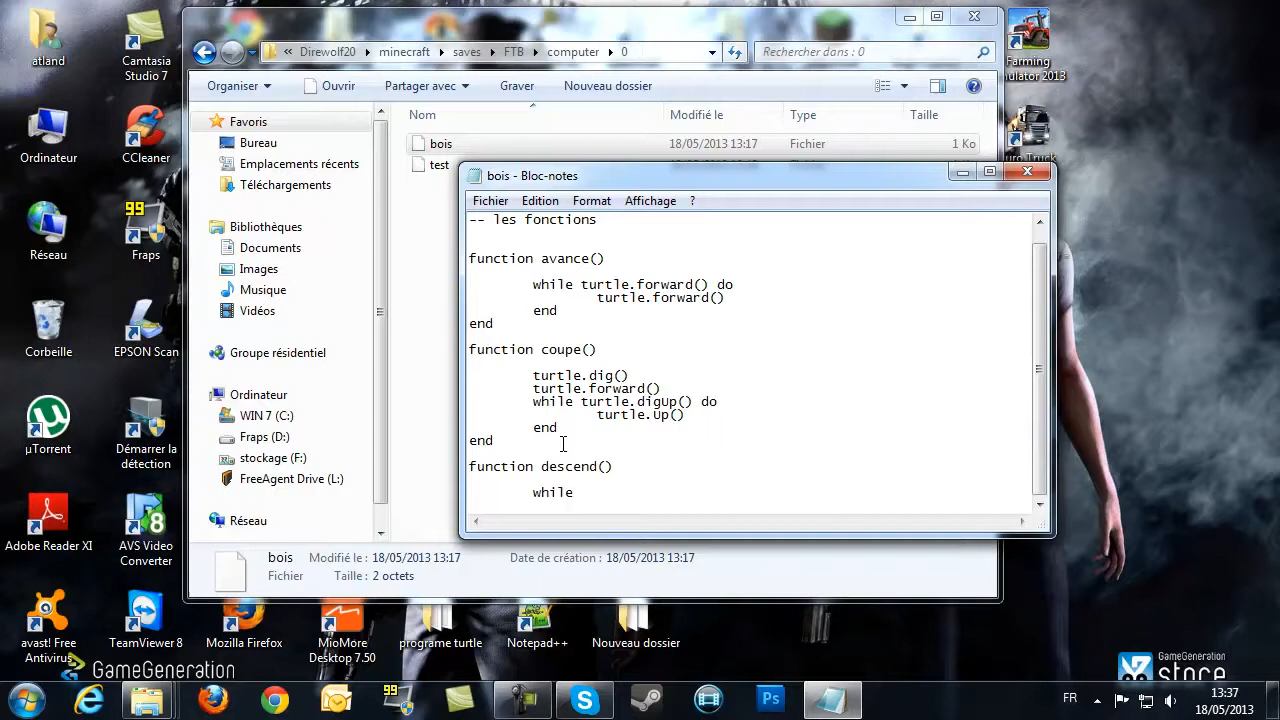 atland
Camtasia
Studio 7
Ordinateur
CCleaner
Réseau
99
Fraps
Corbeille
EPSON Scan
µTorrent
Démarrer la
détection
Adobe Reader XI
AVS Video
Converter
avast! Free
Antivirus
TeamViewer 8
Mozilla Firefox
MioMore
Desktop 7.50
programe turtle
Notepad++
Nouveau dossier
Farming
mulator 2013
uro Truck
« Direwolf20 minecraft saves FTB computer 0
Rechercher dans : 0
Organiser Ouvrir Partager avec Graver Nouveau dossier
Favoris
Bureau
Emplacements récents
Téléchargements
Bibliothèques
Documents
Images
Musique
Vidéos
Groupe résidentiel
Ordinateur
WIN 7 (C:)
Fraps (D:)
stockage (F:)
FreeAgent Drive (L:)
Réseau
Nom Modifié le Type Taille
bois 18/05/2013 13:17 Fichier 1 Ko
test
bois - Bloc-notes
Fichier Edition Format Affichage ?
-- les fonctions
function avance()
while turtle.forward() do
turtle.forward()
end
end
function coupe()
turtle.dig()
turtle.forward()
while turtle.digUp() do
turtle.Up()
end
end
function descend()
while
bois Modifié le : 18/05/2013 13:17 Date de création : 18/05/2013 13:17
Fichier Taille : 2 octets
GameGeneration
GameGeneration
store
99
Ps
FR
13:37
18/05/2013